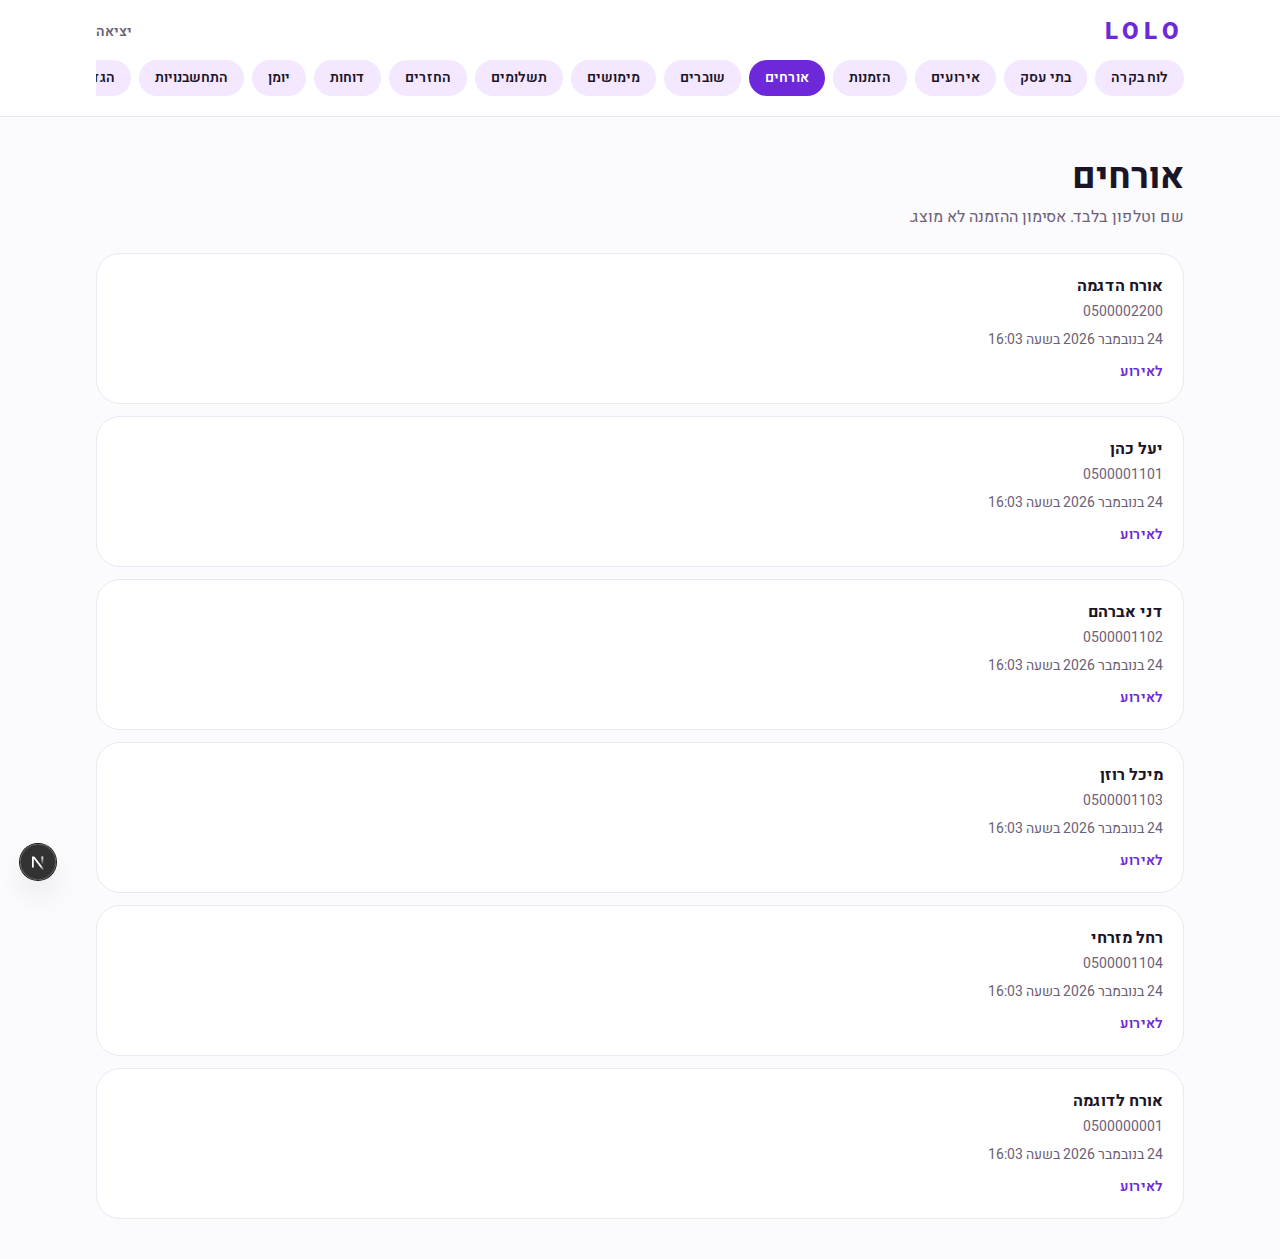 LOLO
יציאה
לוח בקרה
בתי עסק
אירועים
הזמנות
אורחים
שוברים
מימושים
תשלומים
החזרים
דוחות
יומן
התחשבנויות
אורחים
שם וטלפון בלבד. אסימון ההזמנה לא מוצג.
אורח הדגמה
0500002200
24 בנובמבר 2026 בשעה 16:03
לאירוע
יעל כהן
0500001101
24 בנובמבר 2026 בשעה 16:03
לאירוע
דני אברהם
0500001102
24 בנובמבר 2026 בשעה 16:03
לאירוע
מיכל רוזן
0500001103
24 בנובמבר 2026 בשעה 16:03
לאירוע
רחל מזרחי
0500001104
24 בנובמבר 2026 בשעה 16:03
לאירוע
אורח לדוגמה
0500000001
24 בנובמבר 2026 בשעה 16:03
לאירוע